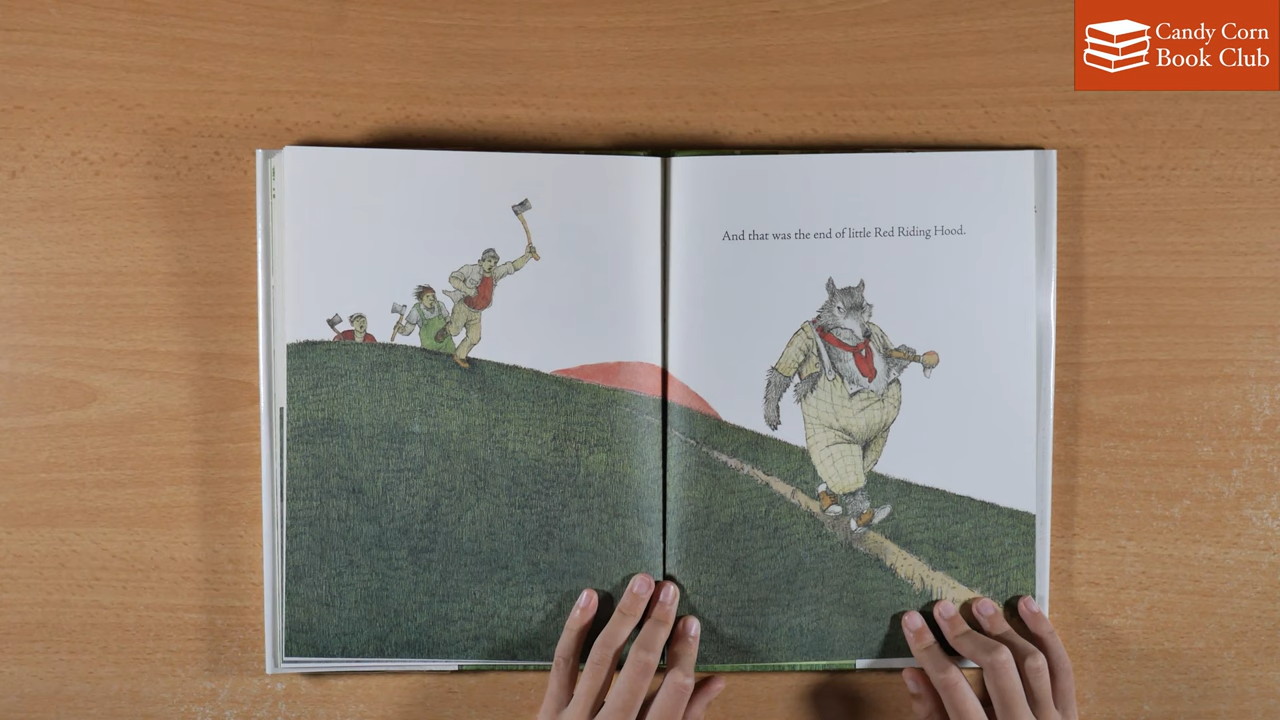 Candy Corn
Book Club
And that was the end of little Red Riding Hood.